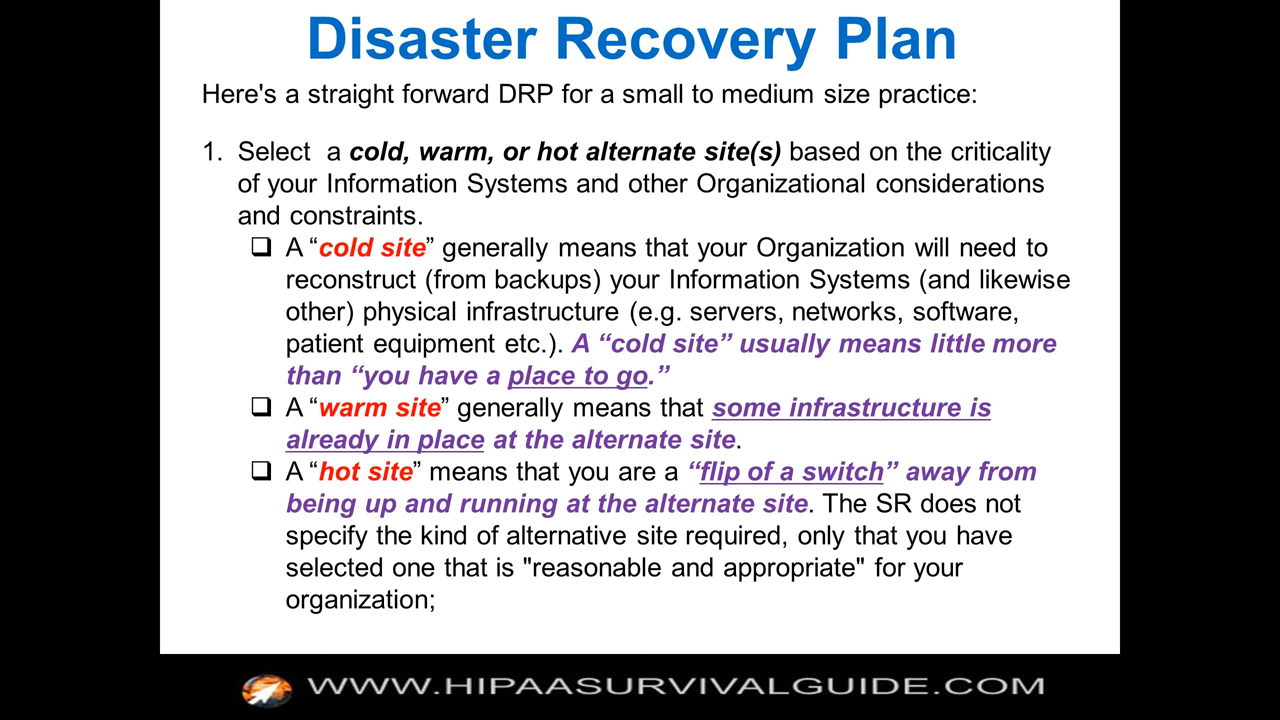 Disaster Recovery Plan
Here's a straight forward DRP for a small to medium size practice:
1. Select a cold, warm, or hot alternate site(s) based on the criticality
of your Information Systems and other Organizational considerations
and constraints.
A “cold site” generally means that your Organization will need to
reconstruct (from backups) your Information Systems (and likewise
other) physical infrastructure (e.g. servers, networks, software,
patient equipment etc.). A “cold site” usually means little more
than “you have a place to go.”
A “warm site” generally means that some infrastructure is
already in place at the alternate site.
A “hot site” means that you are a “flip of a switch” away from
being up and running at the alternate site. The SR does not
specify the kind of alternative site required, only that you have
selected one that is "reasonable and appropriate" for your
organization;
WWW.HIPAASURVIVALGUIDE.COM